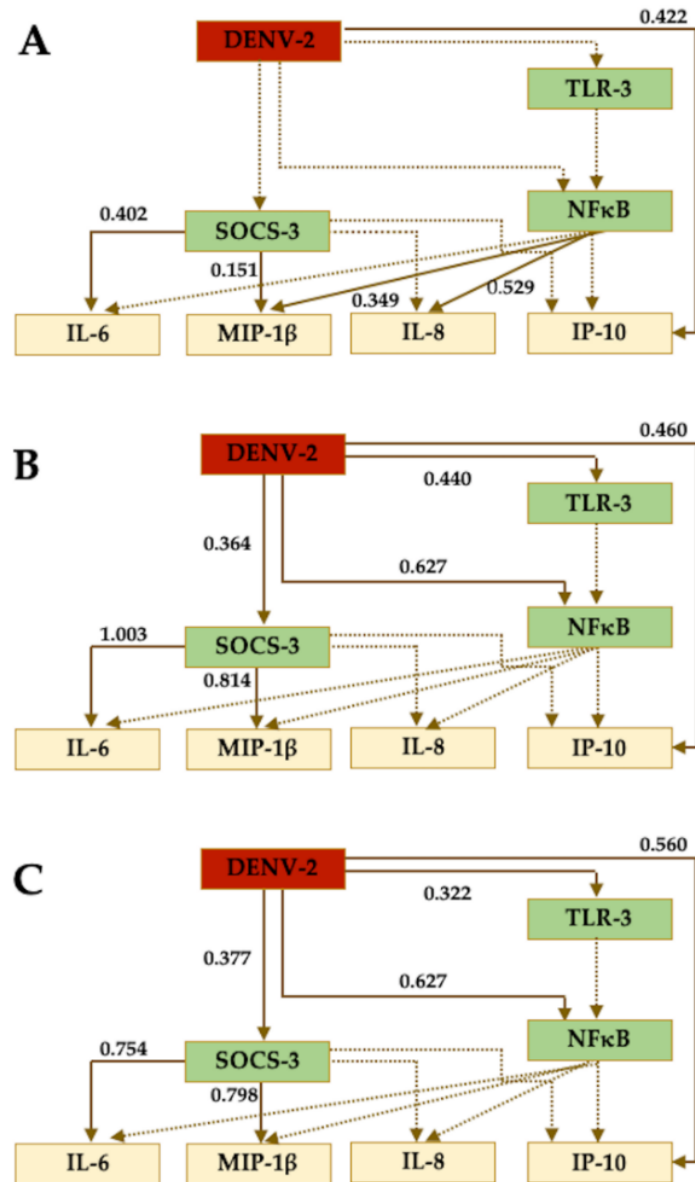 0.422
A
DENV-2
TLR-3
NFκB
0.402
SOCS-3
0.151
0.349
0.529
IL-6
MIP-1β
IL-8
IP-10
0.460
B
DENV-2
0.440
TLR-3
0.364
0.627
NFκB
1.003
SOCS-3
0.814
IL-6
MIP-1β
IL-8
IP-10
0.560
C
DENV-2
0.322
TLR-3
0.377
0.627
NFκB
0.754
SOCS-3
0.798
IL-6
MIP-1β
IL-8
IP-10